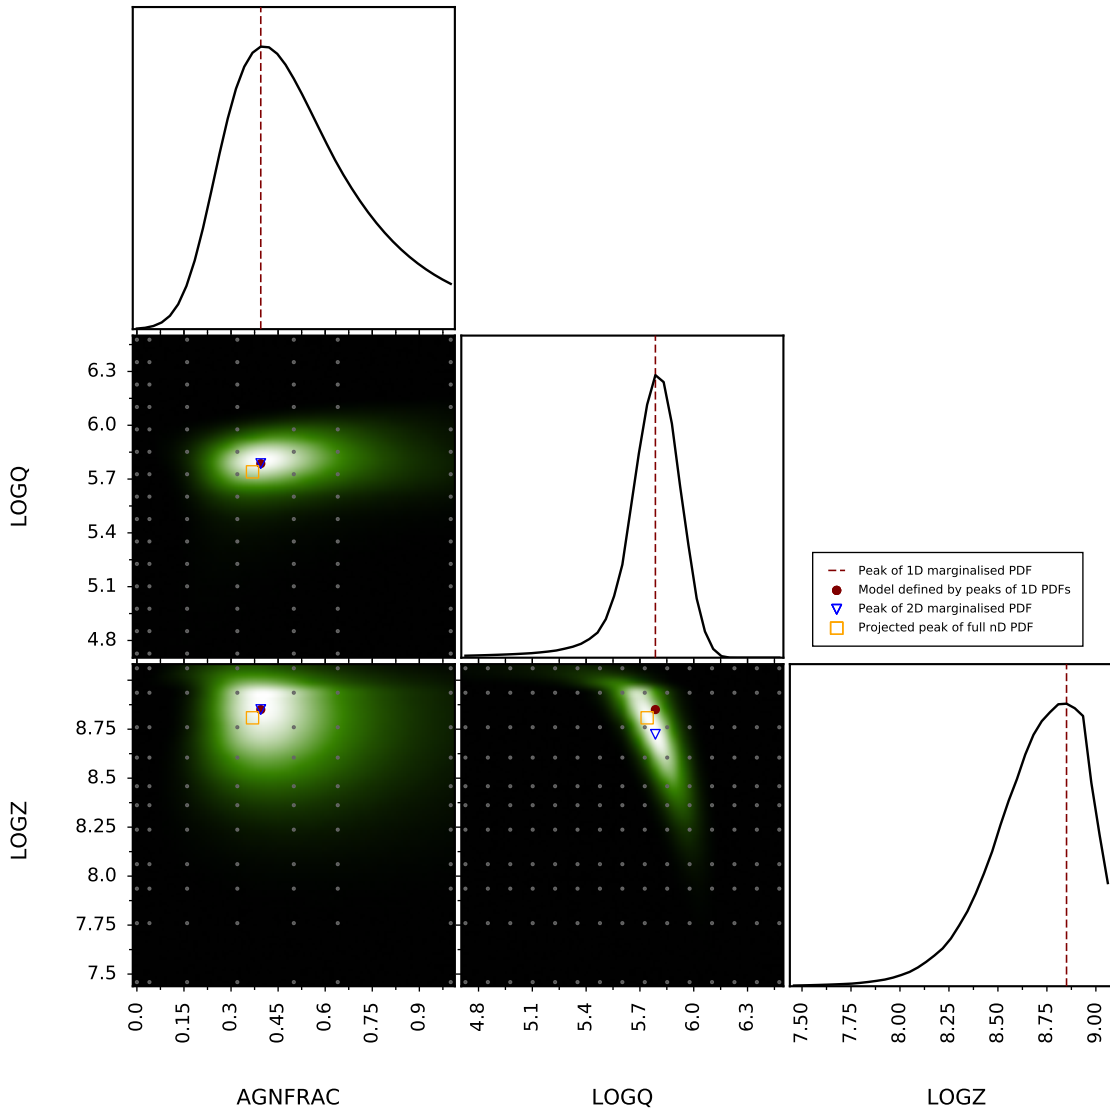 6.3
6.0
5.7
5.4
5.1
4.8
LOGQ
Peak of 1D marginalised PDF
Model defined by peaks of 1D PDFs
Peak of 2D marginalised PDF
Projected peak of full nD PDF
8.75
8.5
8.25
8.0
7.75
7.5
LOGZ
0.0 0.15 0.3 0.45 0.6 0.75 0.9
4.8 5.1 5.4 5.7 6.0 6.3
7.50 7.75 8.00 8.25 8.50 8.75 9.00
AGNFRAC LOGQ LOGZ